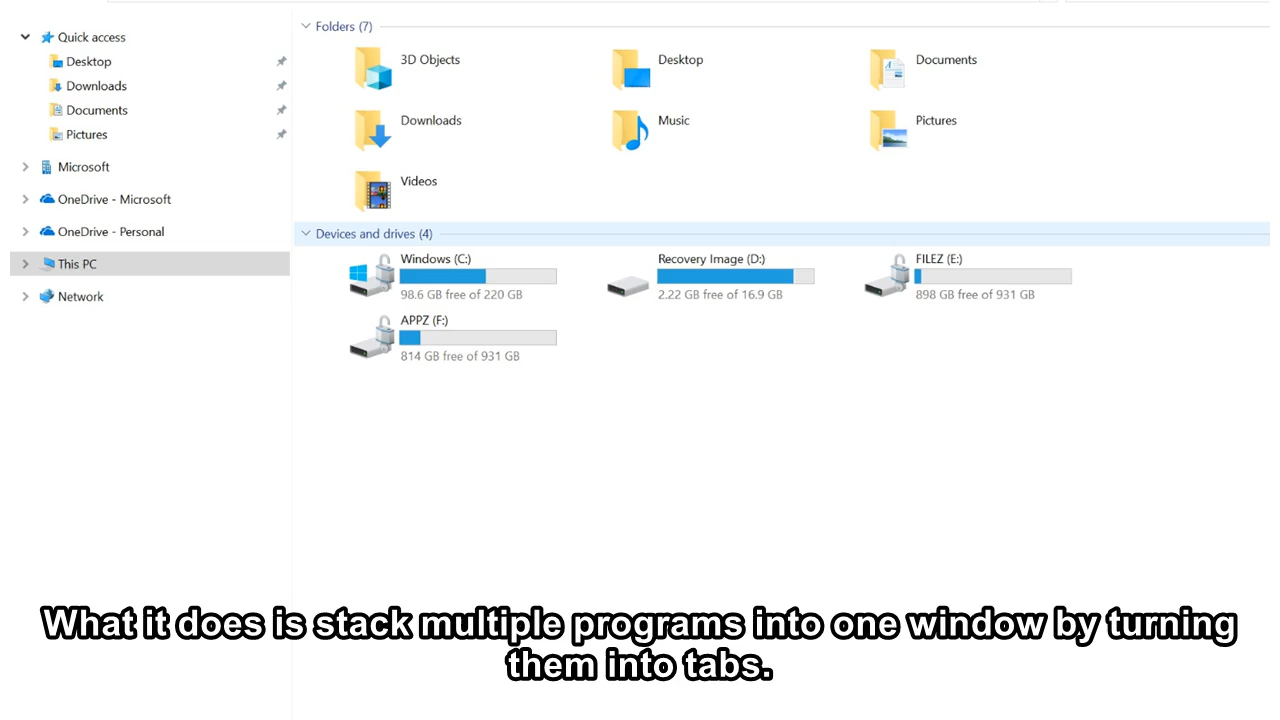 Quick access
Desktop
Downloads
Documents
Pictures
Microsoft
OneDrive - Microsoft
OneDrive - Personal
This PC
Network
Folders (7)
3D Objects
Desktop
Documents
Downloads
Music
Pictures
Videos
Devices and drives (4)
Windows (C:)
98.6 GB free of 220 GB
Recovery Image (D:)
2.22 GB free of 16.9 GB
FILEZ (E:)
898 GB free of 931 GB
APPZ (F:)
814 GB free of 931 GB
What it does is stack multiple programs into one window by turning
them into tabs.